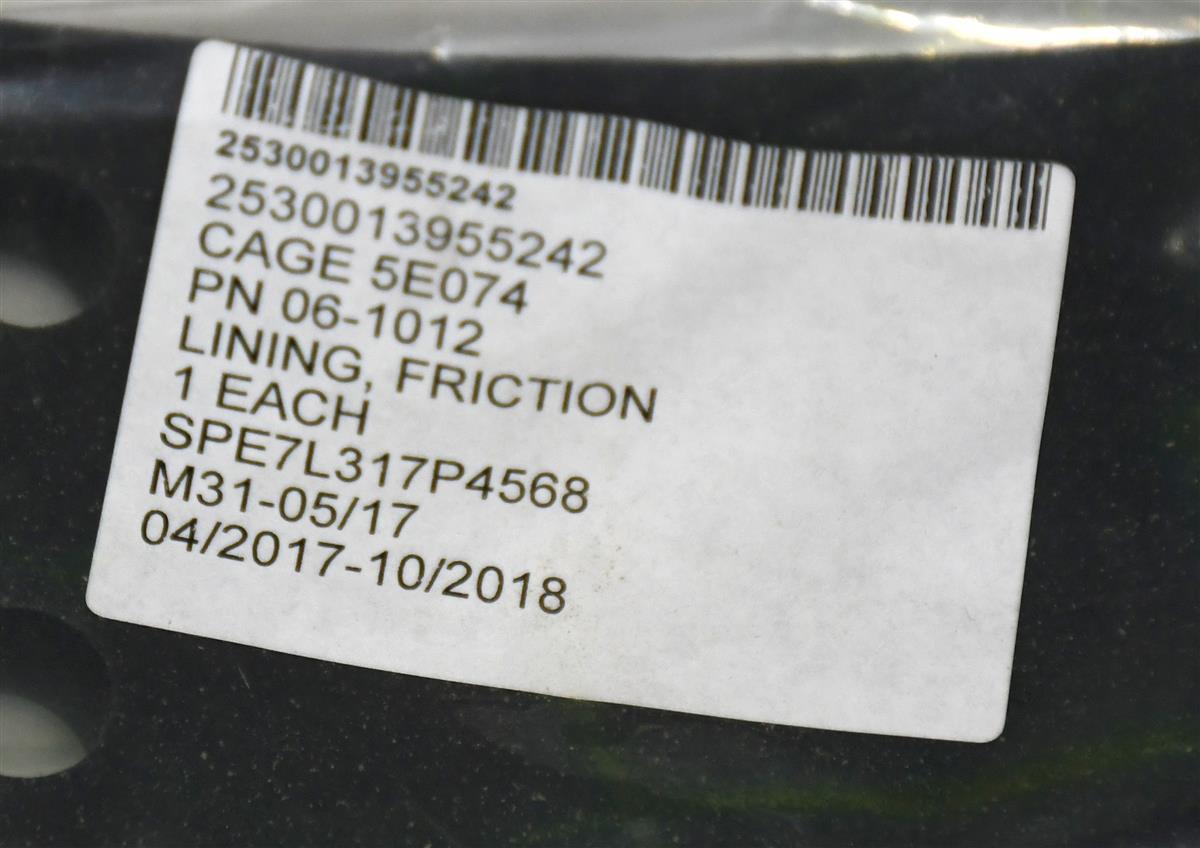 2530013955242
2530013955242
CAGE 5E074
PN 06-1012
LINING, FRICTION
1 EACH
SPE7L317P4568
M31-05/17
04/2017-10/2018